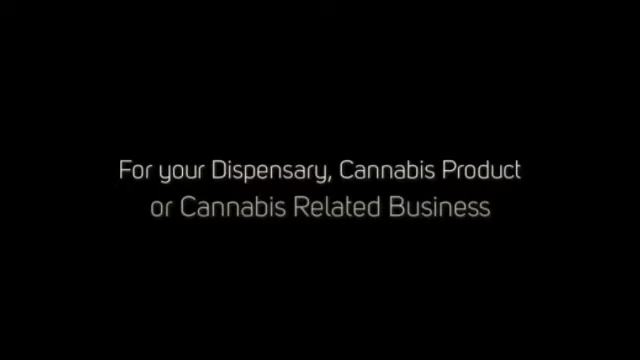 For your Dispensary, Cannabis Product
or Cannabis Related Business